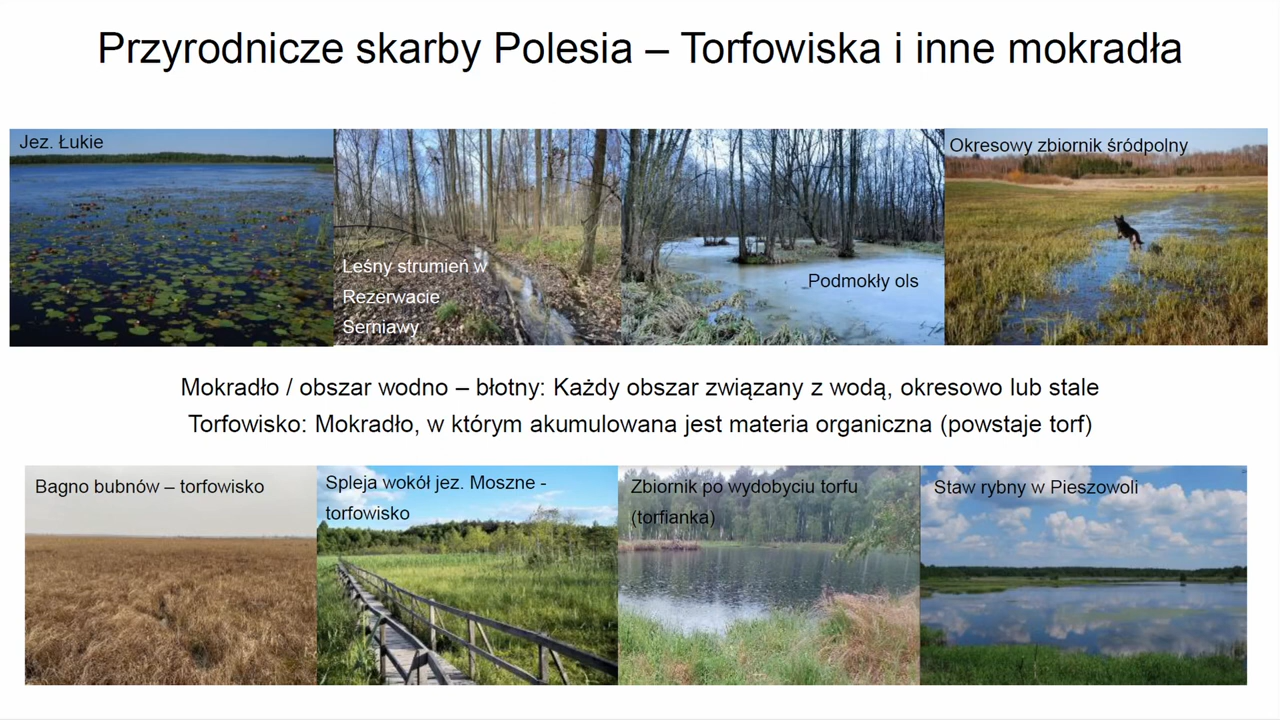 Przyrodnicze skarby Polesia – Torfowiska i inne mokradła
Jez. Łukie
Leśny strumień w
Rezerwacie
Serniawy
Podmokły ols
Okresowy zbiornik śródpolny
Mokradło / obszar wodno – błotny: Każdy obszar związany z wodą, okresowo lub stale
Torfowisko: Mokradło, w którym akumulowana jest materia organiczna (powstaje torf)
Bagno bubnów – torfowisko
Spleja wokół jez. Moszne -
torfowisko
Zbiornik po wydobyciu torfu
(torfianka)
Staw rybny w Pieszowoli